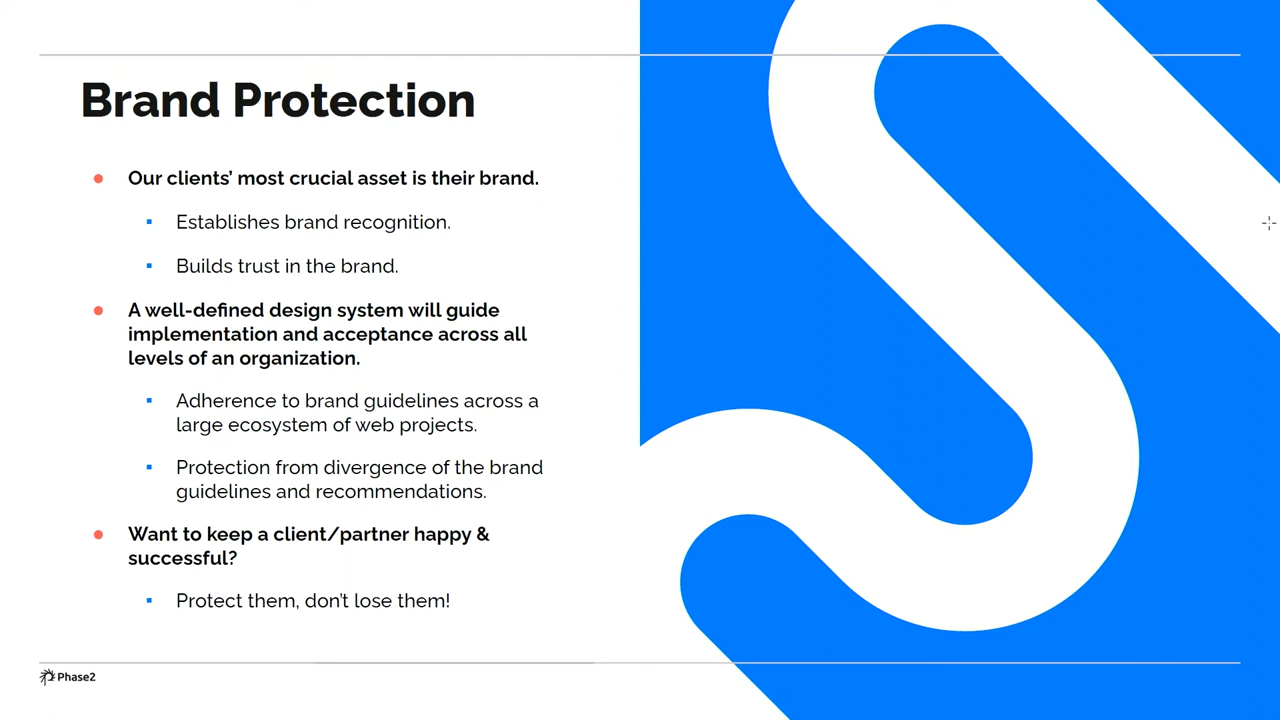 Brand Protection
Our clients’ most crucial asset is their brand.
Establishes brand recognition.
Builds trust in the brand.
A well-defined design system will guide
implementation and acceptance across all
levels of an organization.
Adherence to brand guidelines across a
large ecosystem of web projects.
Protection from divergence of the brand
guidelines and recommendations.
Want to keep a client/partner happy &
successful?
Protect them, don't lose them!
Phase2